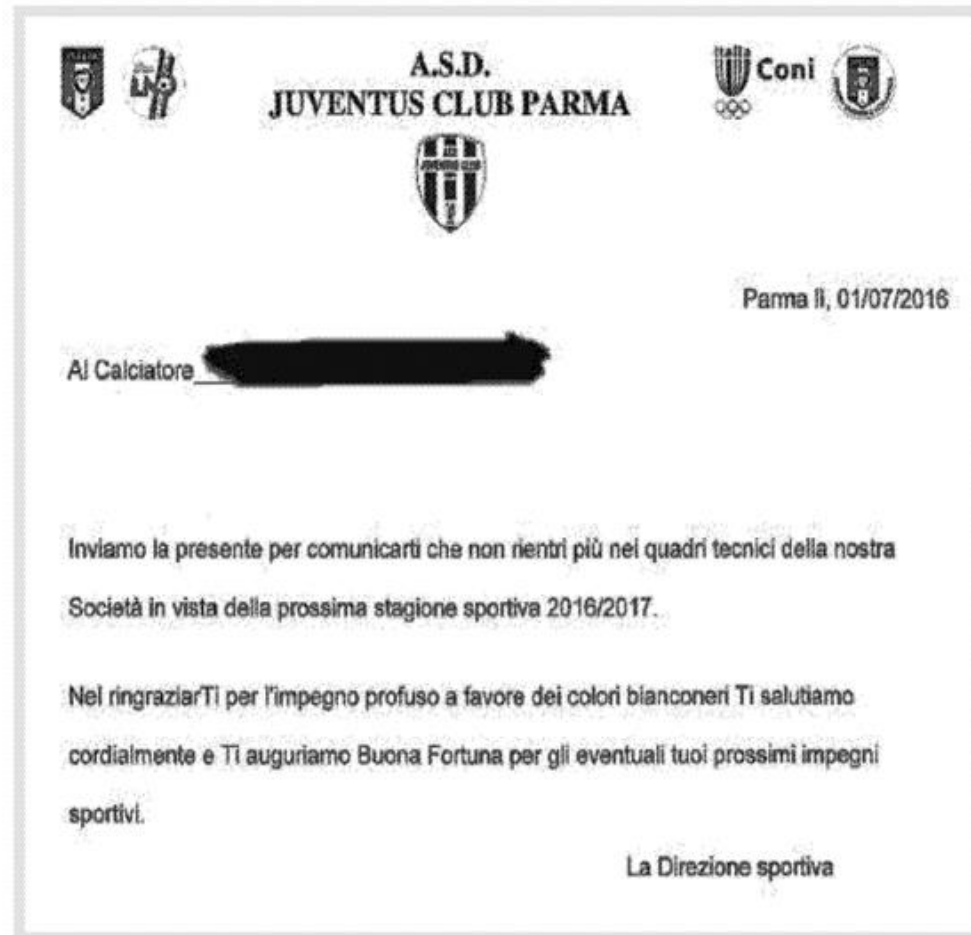 A.S.D.
JUVENTUS CLUB PARMA
Italia
Coni
Parma lì, 01/07/2016
Al Calciatore
Inviamo la presente per comunicarti che non rientri più nei quadri tecnici della nostra
Società in vista della prossima stagione sportiva 2016/2017.
Nel ringraziarTi per l'impegno profuso a favore dei colori bianconeri Ti salutiamo
cordialmente e Ti auguriamo Buona Fortuna per gli eventuali tuoi prossimi impegni
sportivi.
La Direzione sportiva